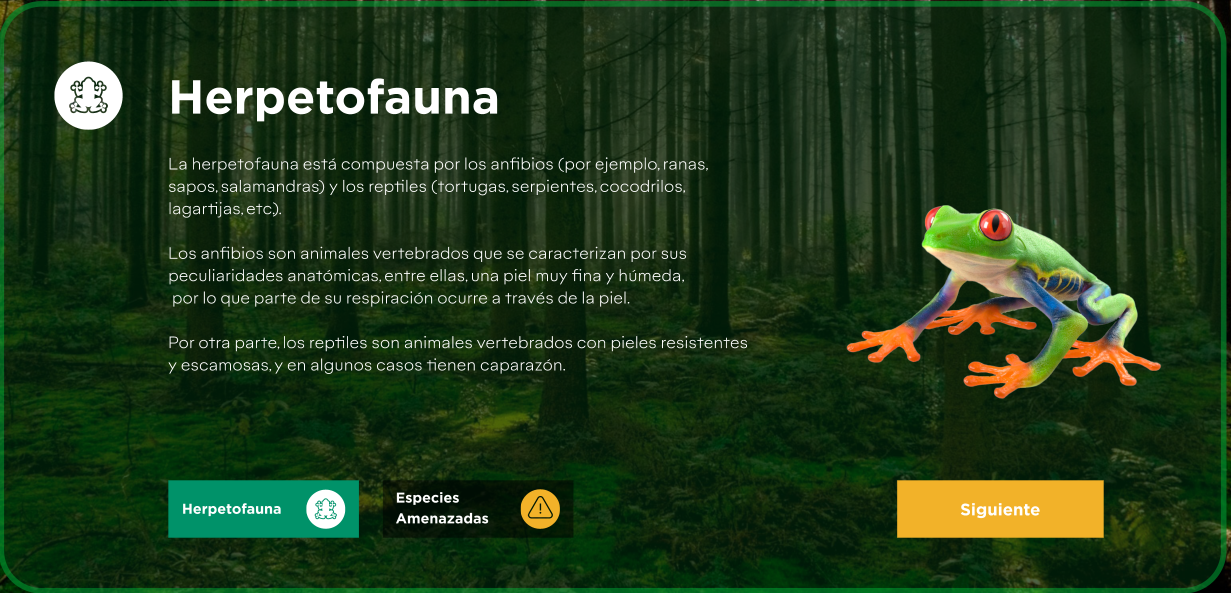 Herpetofauna
La herpetofauna está compuesta por los anfibios (por ejemplo, ranas,
sapos, salamandras) y los reptiles (tortugas, serpientes, cocodrilos,
lagartijas, etc.).
Los anfibios son animales vertebrados que se caracterizan por sus
peculiaridades anatómicas, entre ellas, una piel muy fina y húmeda,
por lo que parte de su respiración ocurre a través de la piel.
Por otra parte, los reptiles son animales vertebrados con pieles resistentes
y escamosas, y en algunos casos tienen caparazón.
Herpetofauna
Especies
Amenazadas
Siguiente